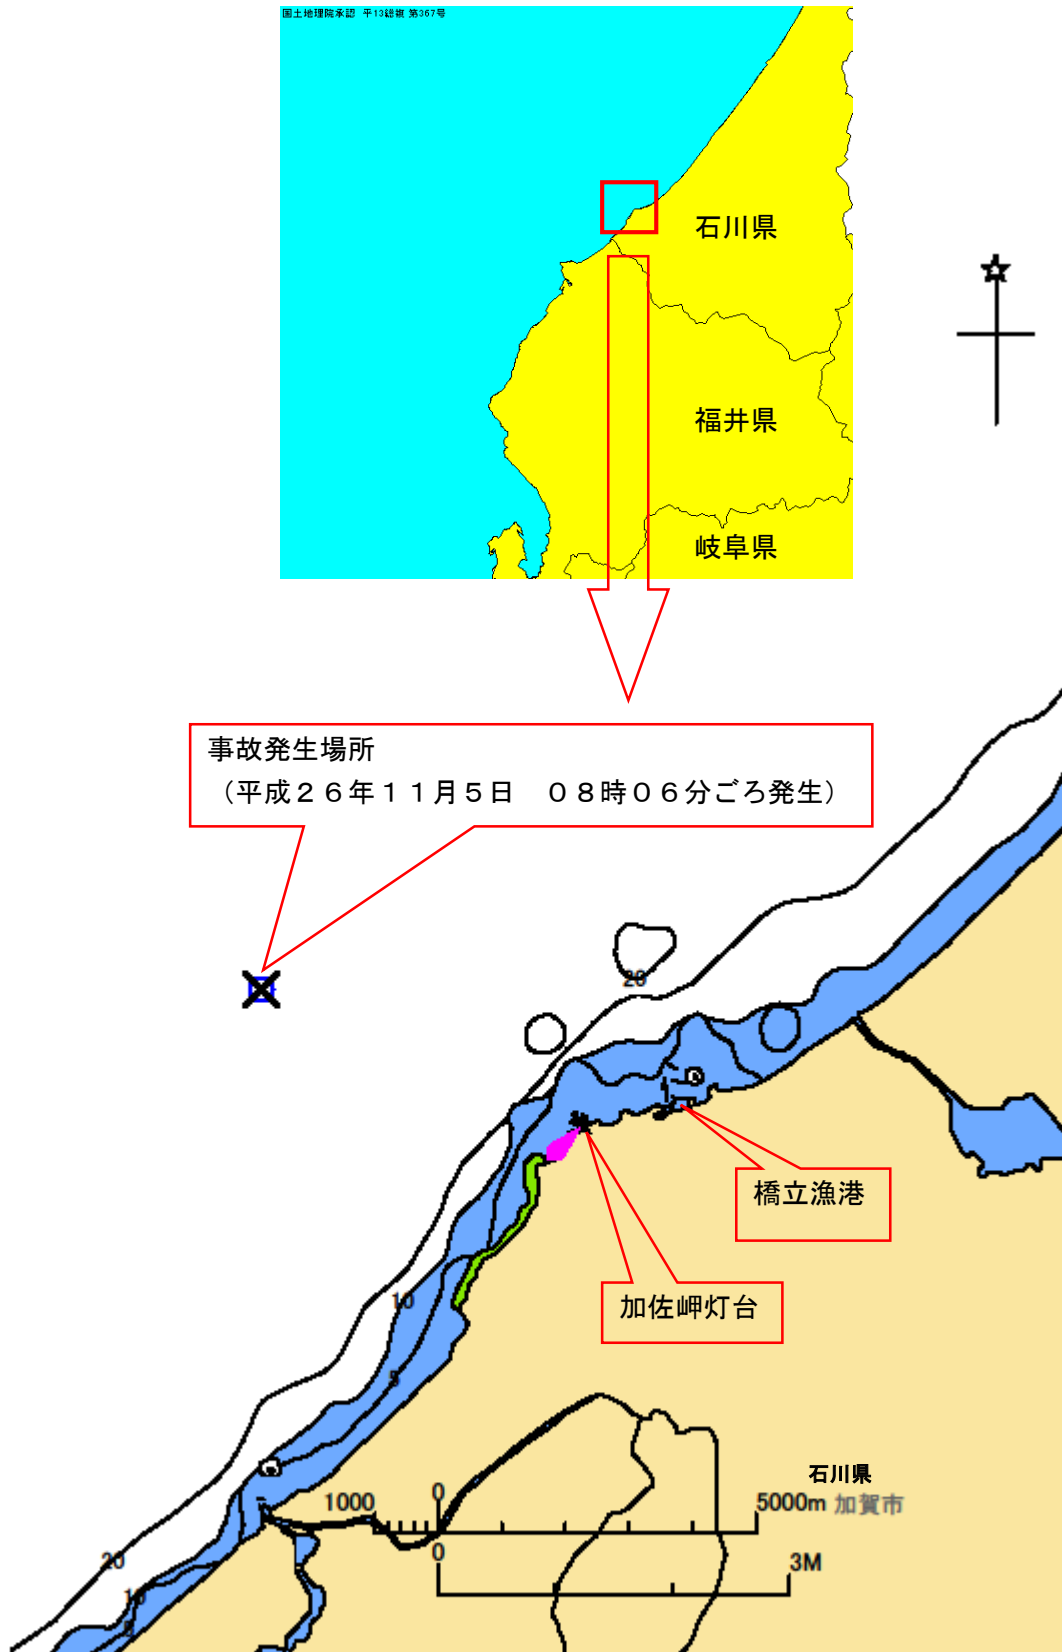 国土地理院承認 平13総複 第367号
石川県
福井県
岐阜県
事故発生場所
（平成２６年１１月５日　０８時０６分ごろ発生）
20
橋立漁港
加佐岬灯台
10
5
石川県
1000
0
5000m
加賀市
0
3M
20
10
5